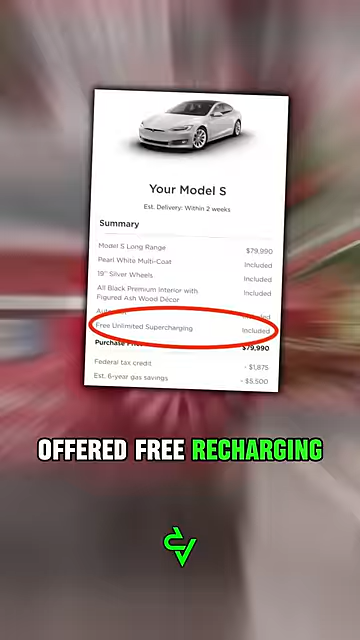 Your Model S
Est. Delivery: Within 2 weeks
Summary
Model S Long Range $79,990
Pearl White Multi-Coat Included
19" Silver Wheels Included
All Black Premium Interior with Included
Figured Ash Wood Décor
Free Unlimited Supercharging Included
Purchase $79,990
Federal tax credit - $1,875
Est. 6-year gas savings - $5,500
OFFERED FREE RECHARGING